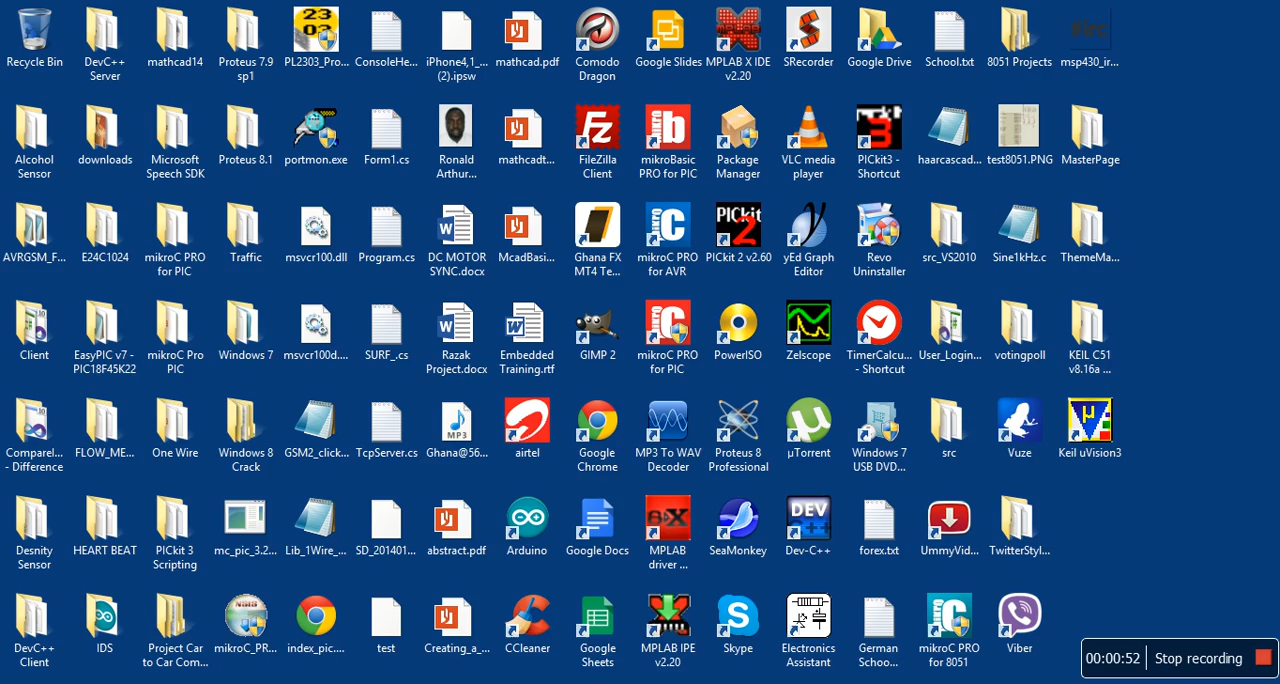 Recycle Bin
DevC++
Server
mathcad14
Proteus 7.9
sp1
PL2303_Pro...
ConsoleHe...
iPhone4,1_...
(2).ipsw
mathcad.pdf
Comodo
Dragon
Google Slides
MPLAB X IDE
v2.20
SRecorder
Google Drive
School.txt
8051 Projects
msp430_ir...
Alcohol
Sensor
downloads
Microsoft
Speech SDK
Proteus 8.1
portmon.exe
Form1.cs
Ronald
Arthur...
mathcadt...
FileZilla
Client
mikroBasic
PRO for PIC
Package
Manager
VLC media
player
PICkit3 -
Shortcut
haarcascad...
test8051.PNG
MasterPage
AVRGSM_F...
E24C1024
mikroC PRO
for PIC
Traffic
msvcr100.dll
Program.cs
DC MOTOR
SYNC.docx
McadBasi...
Ghana FX
MT4 Te...
mikroC PRO
for AVR
PICkit 2 v2.60
yEd Graph
Editor
Revo
Uninstaller
src_VS2010
Sine1kHz.c
ThemeMa...
Client
EasyPIC v7 -
PIC18F45K22
mikroC Pro
PIC
Windows 7
msvcr100d....
SURF_.cs
Razak
Project.docx
Embedded
Training.rtf
GIMP 2
mikroC PRO
for PIC
PowerISO
Zelscope
TimerCalcu...
- Shortcut
User_Login...
votingpoll
KEIL C51
v8.16a ...
Comparel...
- Difference
FLOW_ME...
One Wire
Windows 8
Crack
GSM2_click...
TcpServer.cs
MP3
Ghana@56...
airtel
Google
Chrome
MP3 To WAV
Decoder
Proteus 8
Professional
µTorrent
Windows 7
USB DVD...
src
Vuze
Keil uVision3
Desnity
Sensor
HEART BEAT
PICkit 3
Scripting
mc_pic_3.2...
Lib_1Wire_...
SD_201401...
abstract.pdf
Arduino
Google Docs
MPLAB
driver ...
SeaMonkey
DEV
C++
Dev-C++
forex.txt
UmmyVid...
TwitterStyl...
DevC++
Client
IDS
Project Car
to Car Com...
mikroC_PR...
index_pic....
test
Creating_a_...
CCleaner
Google
Sheets
MPLAB IPE
v2.20
Skype
Electronics
Assistant
German
Schoo...
mikroC PRO
for 8051
Viber
00:00:52 Stop recording